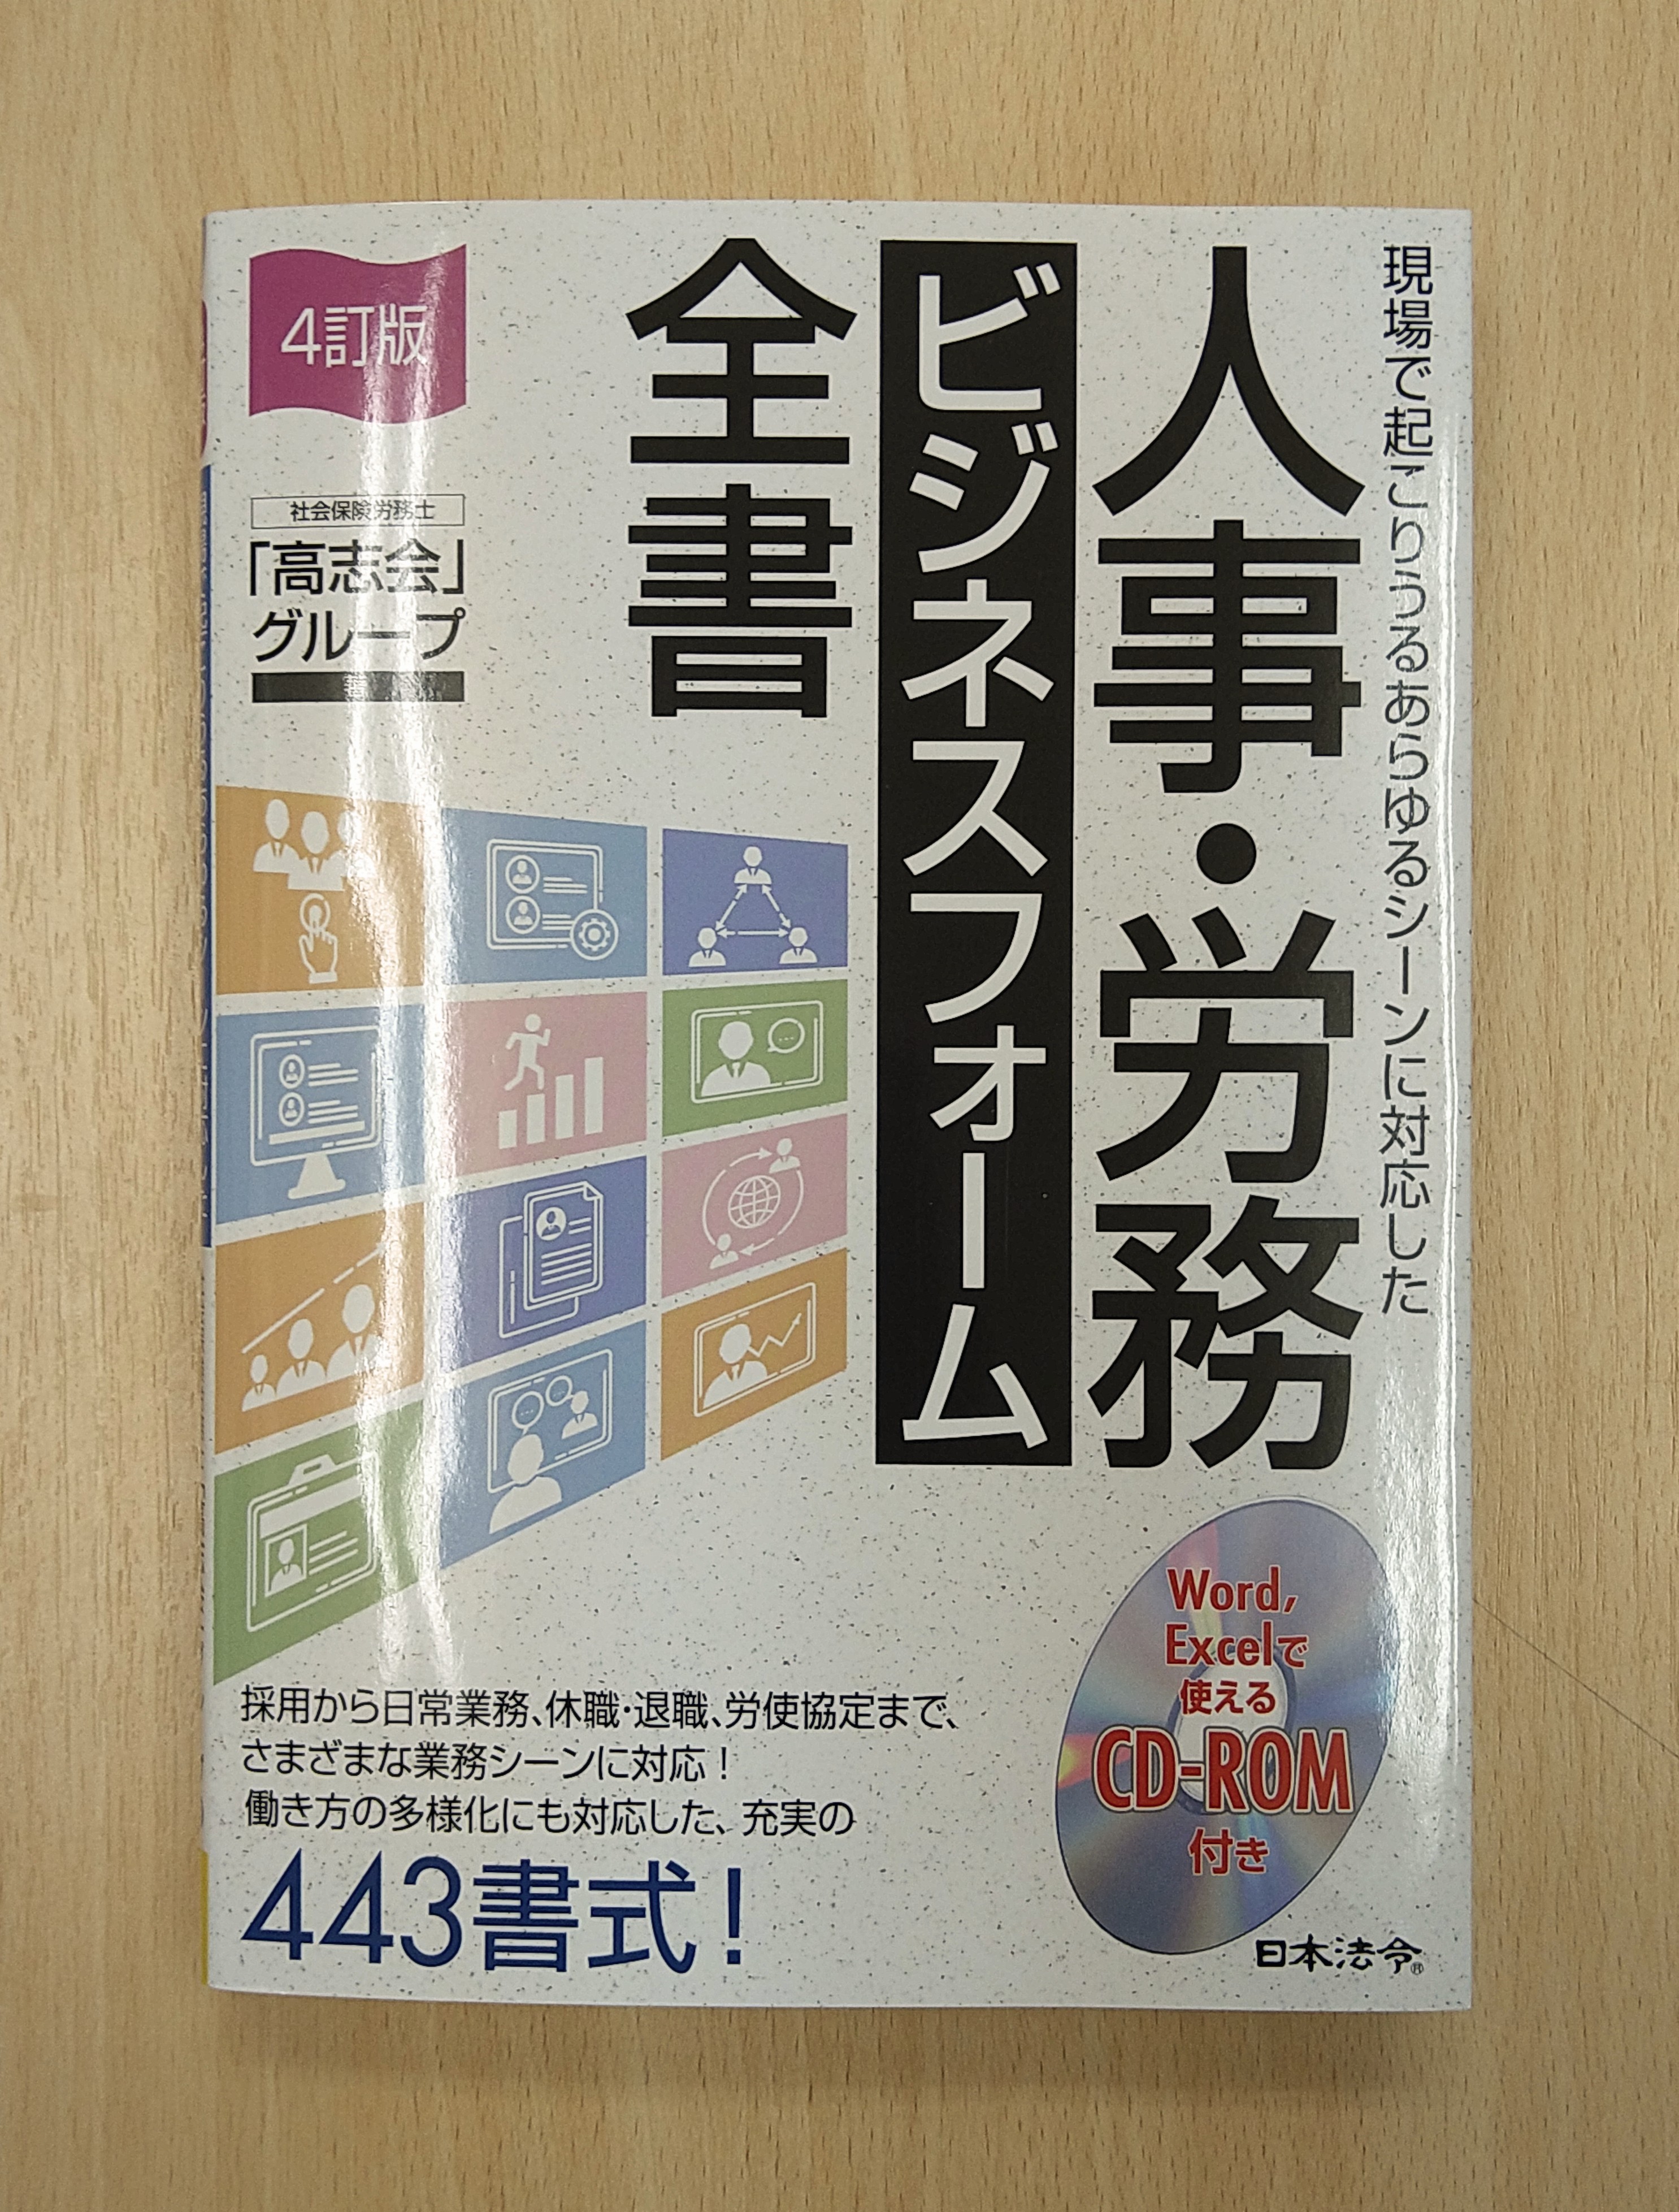 現場で起こりうるあらゆるシーンに対応した
人事・労務
ビジネスフォーム
全書
4訂版
社会保険労務士
「高志会」
グループ
著
採用から日常業務、休職・退職、労使協定まで、
さまざまな業務シーンに対応！
働き方の多様化にも対応した、充実の
443書式！
Word,
Excelで
使える
CD-ROM
付き
日本法令®